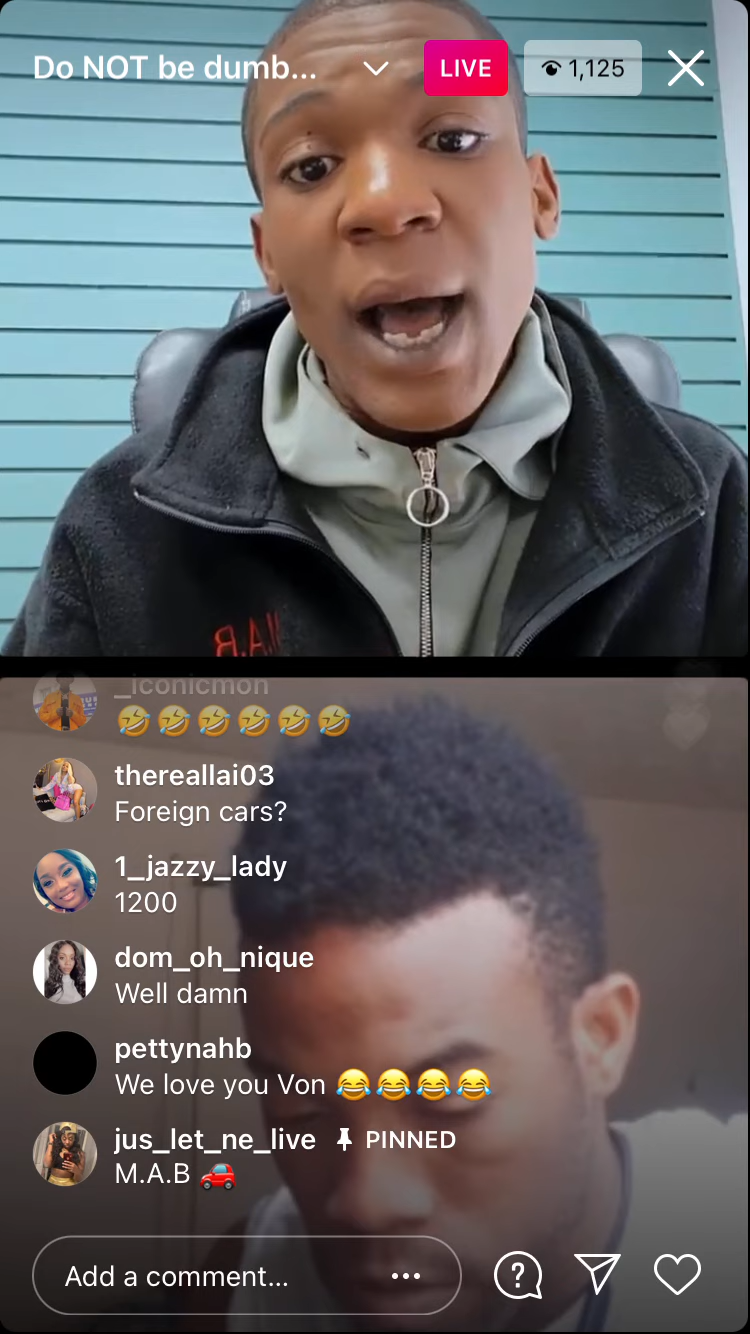 Do NOT be dumb...
LIVE
1,125
_iconicmon
🤣🤣🤣🤣🤣🤣
thereallai03
Foreign cars?
1_jazzy_lady
1200
dom_oh_nique
Well damn
pettynahb
We love you Von 😂😂😂😂
jus_let_ne_live PINNED
M.A.B 🚗
Add a comment...